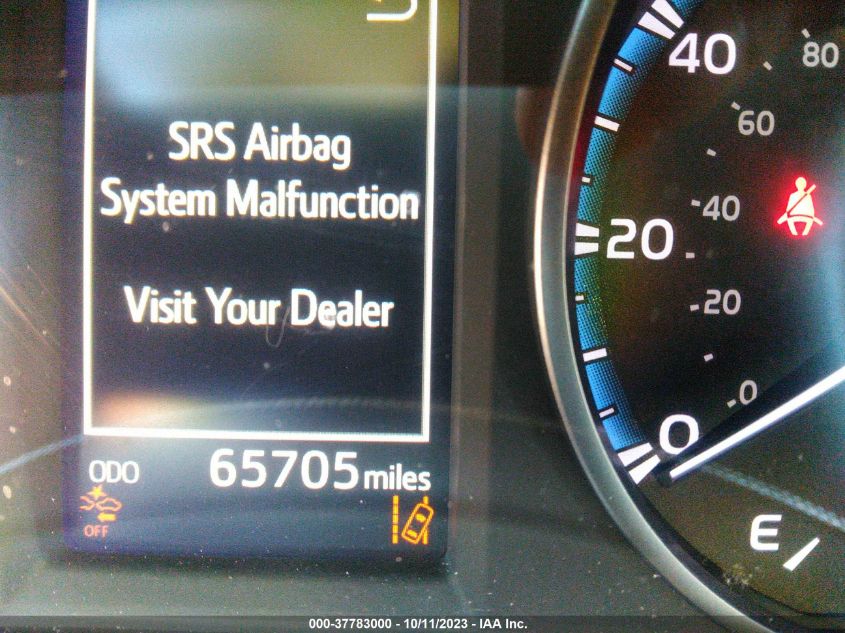 SRS Airbag
System Malfunction
Visit Your Dealer
ODO 65705 miles
OFF
40
20
0
80
60
40
20
0
E
000-37783000 - 10/11/2023 - IAA Inc.